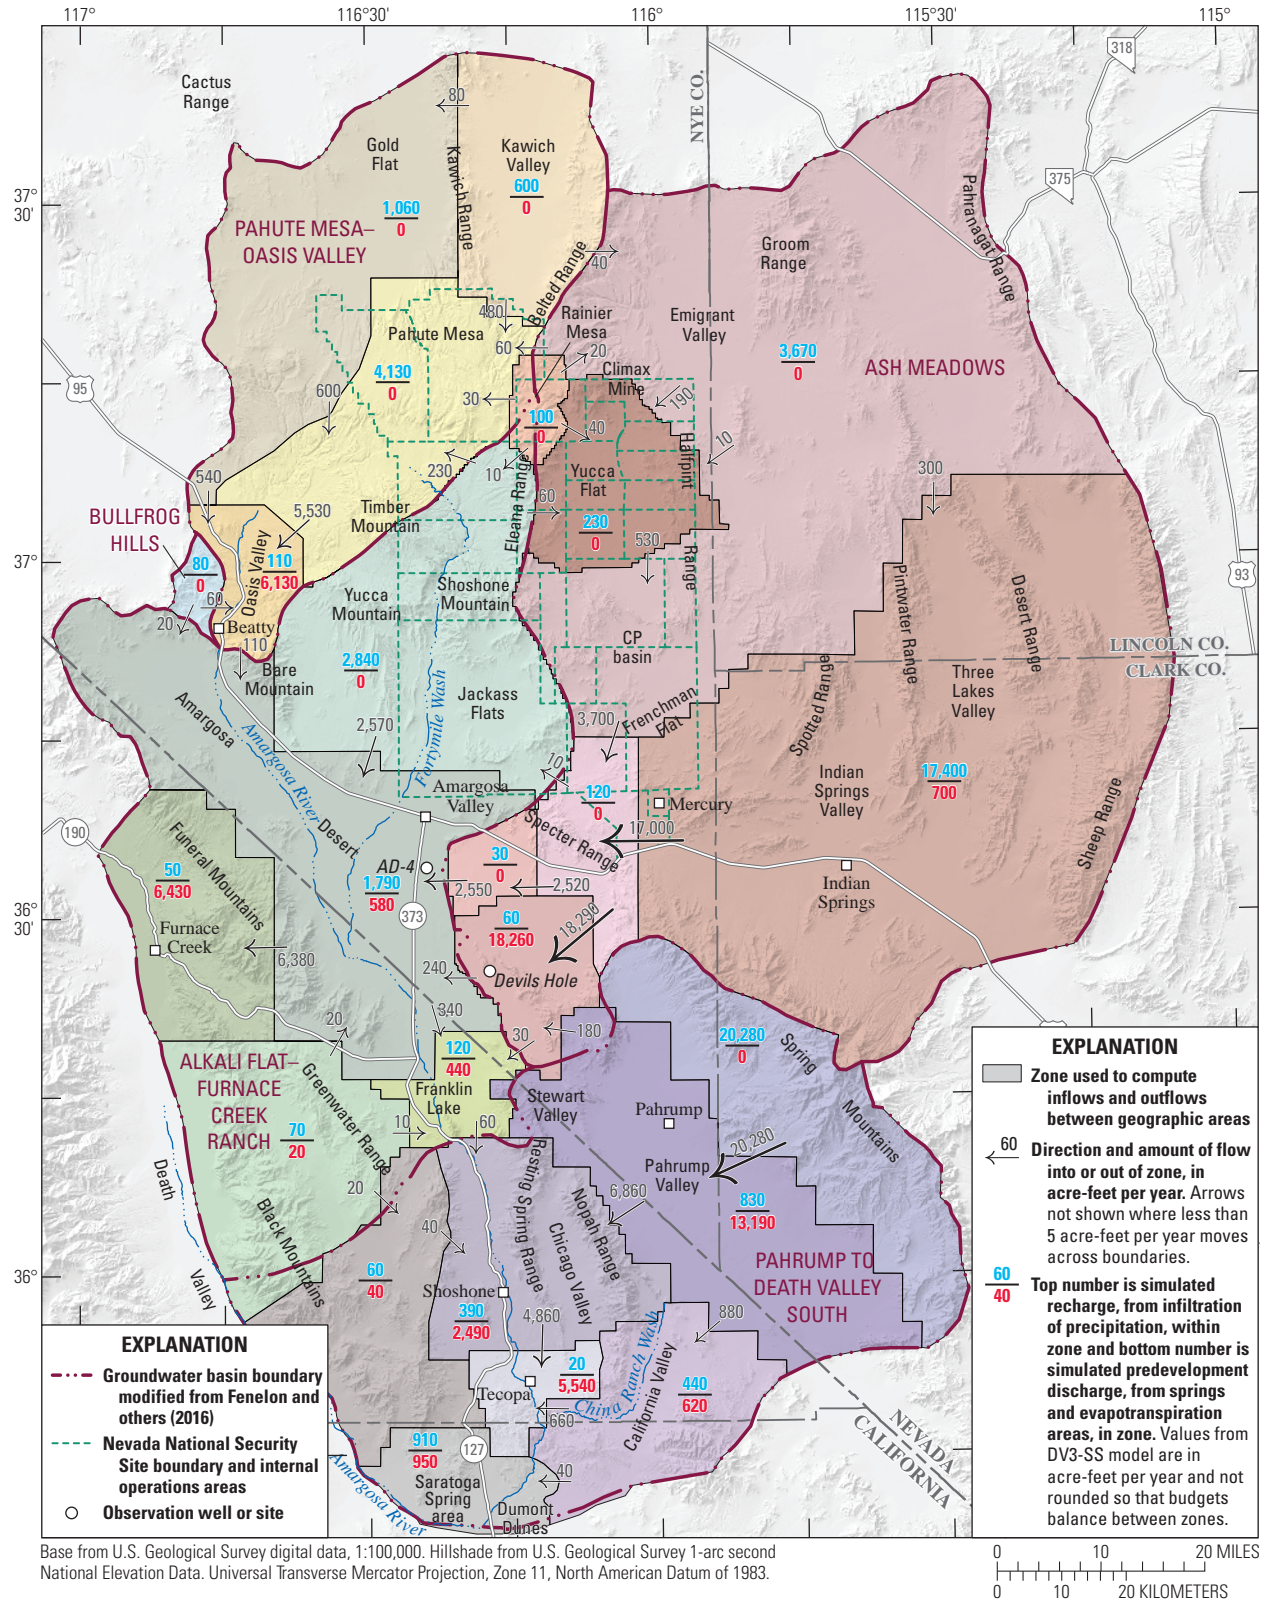 117°
116°30'
116°
115°30'
115°
318
Cactus
Range
80
NYE CO.
Gold
Flat
Kawich
Valley
600
0
375
37°
30'
Kawich Range
1,060
0
Pahranagat Range
PAHUTE MESA–
OASIS VALLEY
Groom
Range
40
Belted Range
480
Rainier
Mesa
Emigrant
Valley
Pahute Mesa
60
20
3,670
0
ASH MEADOWS
Climax
Mine
4,130
0
95
600
30
190
100
0
40
10
Halfpint
Range
230
10
Yucca
Flat
300
540
Eleana Range
60
5,530
Timber
Mountain
230
0
530
BULLFROG
HILLS
37°
80
0
Oasis Valley
110
6,130
93
60
Yucca
Mountain
Shoshone
Mountain
Pintwater Range
Desert Range
20
Beatty
110
CP
basin
LINCOLN CO.
CLARK CO.
2,840
0
Bare
Mountain
Spotted Range
Three
Lakes
Valley
Jackass
Flats
Amargosa
Desert
Amargosa River
2,570
Fortymile Wash
3,700
Frenchman
Flat
10
Amargosa
Valley
120
0
Mercury
Indian
Springs
Valley
17,400
700
Sheep Range
190
Specter Range
17,000
Funeral Mountains
AD-4
30
0
50
6,430
1,790
580
2,550
2,520
Indian
Springs
373
36°
30'
Furnace
Creek
60
18,260
18,290
6,380
240
Devils Hole
20
340
30
180
20,280
0
Spring
Mountains
ALKALI FLAT–
FURNACE
CREEK
RANCH
120
440
Franklin
Lake
Greenwater Range
Stewart
Valley
Pahrump
70
20
10
60
20,280
Death
Valley
Resting Spring Range
Pahrump
Valley
20
Nopah Range
6,860
830
13,190
Black Mountains
40
Chicago Valley
36°
60
40
PAHRUMP TO
DEATH VALLEY
SOUTH
Shoshone
390
2,490
4,860
880
20
5,540
China Ranch Wash
California Valley
Tecopa
440
620
660
910
950
127
NEVADA
CALIFORNIA
Amargosa River
Saratoga
Spring
area
40
Dumont
Dunes
EXPLANATION
Groundwater basin boundary
modified from Fenelon and
others (2016)
Nevada National Security
Site boundary and internal
operations areas
Observation well or site
EXPLANATION
Zone used to compute
inflows and outflows
between geographic areas
60
Direction and amount of flow
into or out of zone, in
acre-feet per year. Arrows
not shown where less than
5 acre-feet per year moves
across boundaries.
60
40
Top number is simulated
recharge, from infiltration
of precipitation, within
zone and bottom number is
simulated predevelopment
discharge, from springs
and evapotranspiration
areas, in zone. Values from
DV3-SS model are in
acre-feet per year and not
rounded so that budgets
balance between zones.
Base from U.S. Geological Survey digital data, 1:100,000. Hillshade from U.S. Geological Survey 1-arc second
National Elevation Data. Universal Transverse Mercator Projection, Zone 11, North American Datum of 1983.
0 10 20 MILES
0 10 20 KILOMETERS